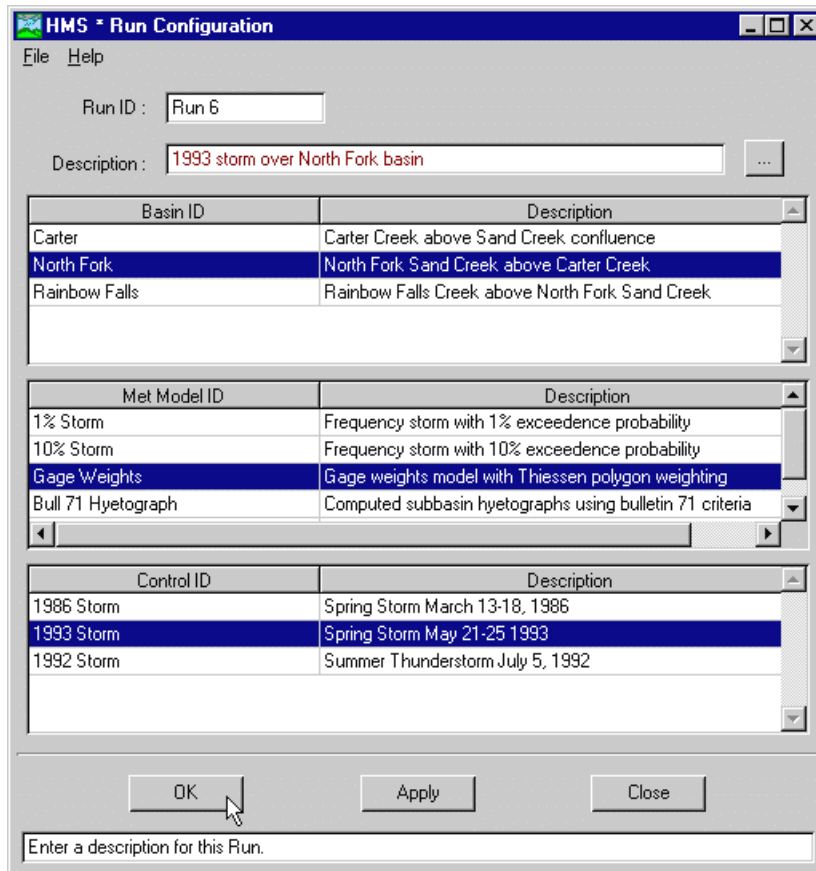 HMS * Run Configuration
File Help
Run ID : Run 6
Description : 1993 storm over North Fork basin ...
Basin ID Description
Carter Carter Creek above Sand Creek confluence
North Fork North Fork Sand Creek above Carter Creek
Rainbow Falls Rainbow Falls Creek above North Fork Sand Creek
Met Model ID Description
1% Storm Frequency storm with 1% exceedence probability
10% Storm Frequency storm with 10% exceedence probability
Gage Weights Gage weights model with Thiessen polygon weighting
Bull 71 Hyetograph Computed subbasin hyetographs using bulletin 71 criteria
Control ID Description
1986 Storm Spring Storm March 13-18, 1986
1993 Storm Spring Storm May 21-25 1993
1992 Storm Summer Thunderstorm July 5, 1992
OK Apply Close
Enter a description for this Run.